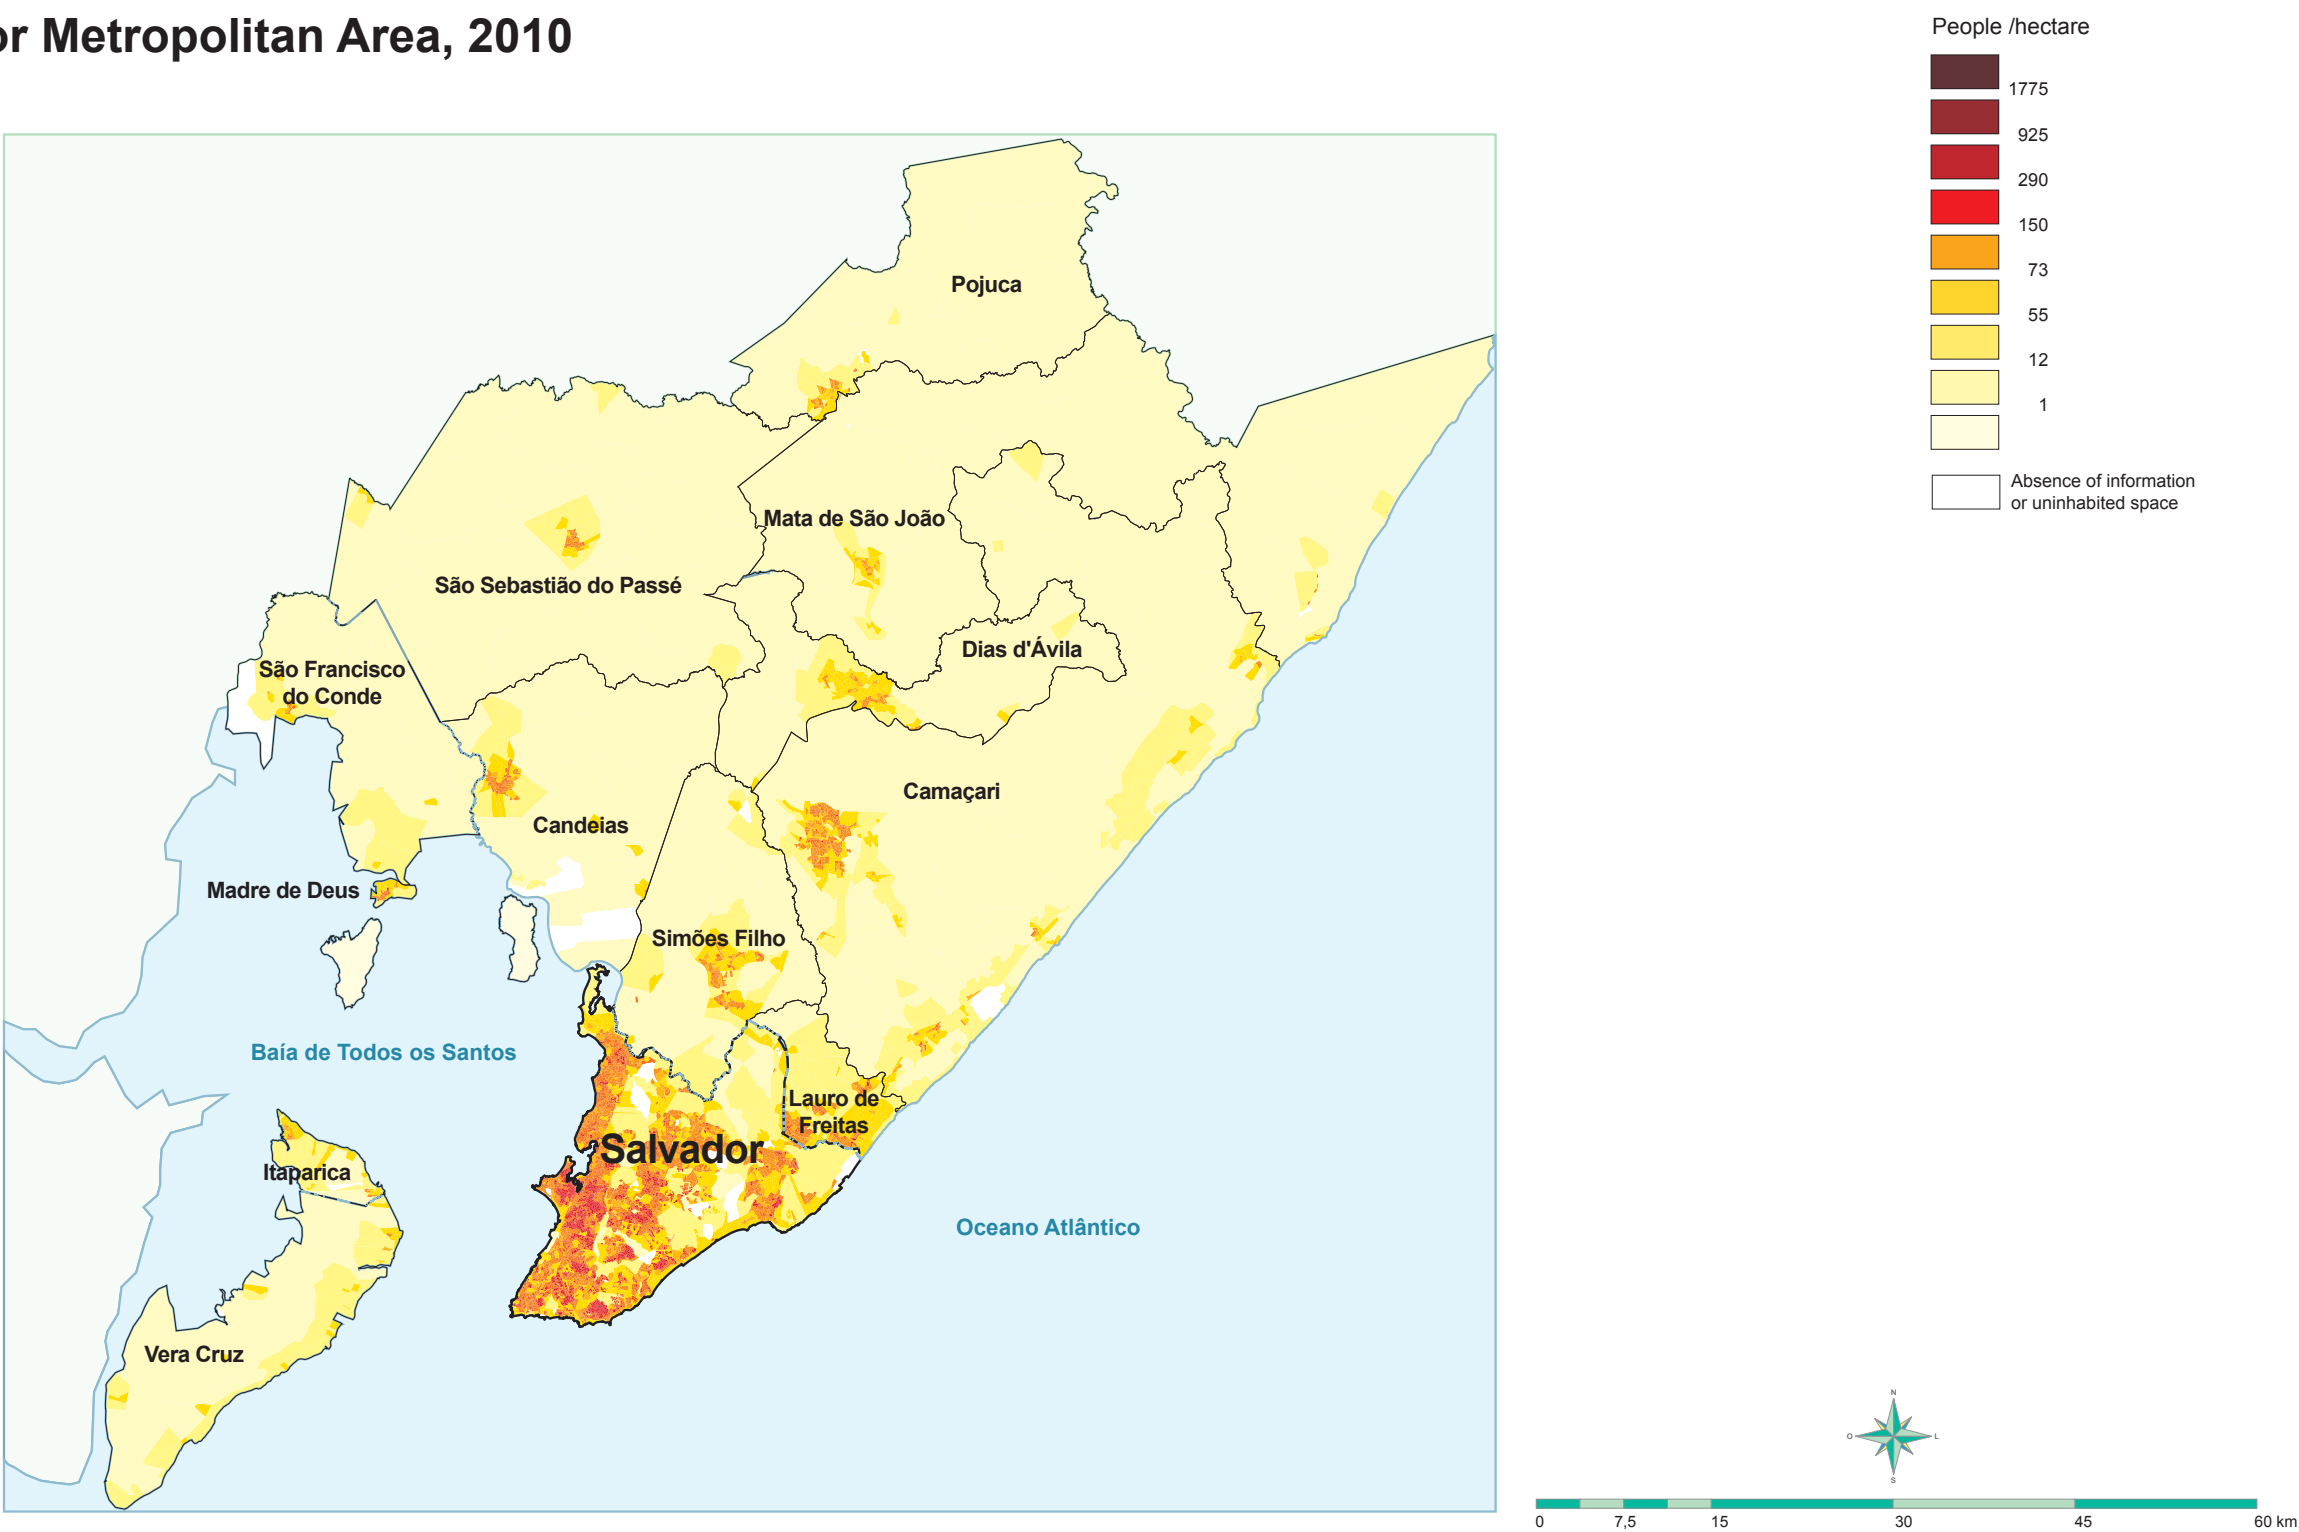 or Metropolitan Area, 2010
People /hectare
1775
925
290
150
73
55
12
1
Absence of information
or uninhabited space
Pojuca
Mata de São João
São Sebastião do Passé
Dias d'Ávila
São Francisco
do Conde
Camaçari
Candeias
Madre de Deus
Simões Filho
Baía de Todos os Santos
Lauro de
Freitas
Salvador
Itaparica
Oceano Atlântico
Vera Cruz
N
O
L
S
0
7,5
15
30
45
60 km